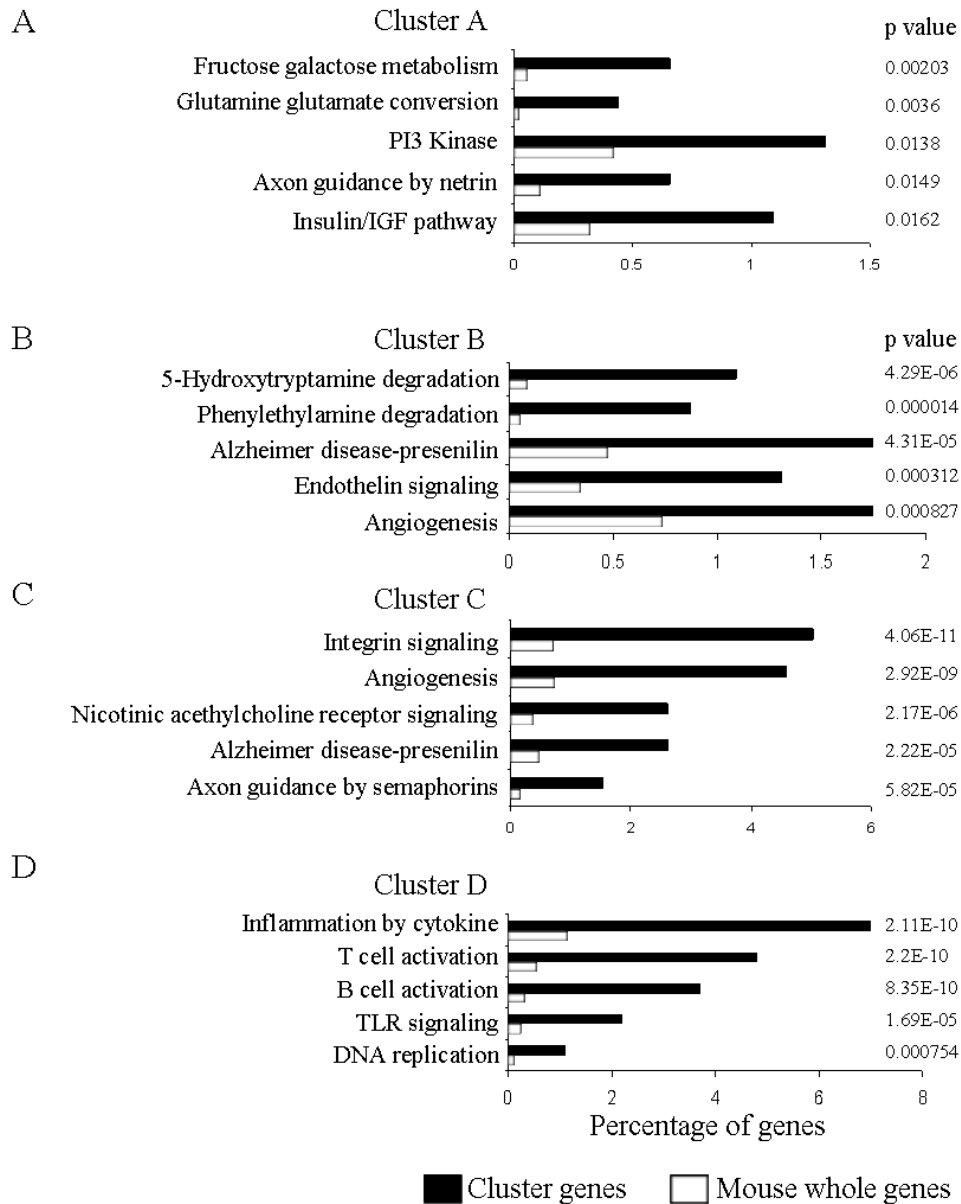 A
Cluster A
p value
Fructose galactose metabolism 0.00203
Glutamine glutamate conversion 0.0036
PI3 Kinase 0.0138
Axon guidance by netrin 0.0149
Insulin/IGF pathway 0.0162
0 0.5 1 1.5
B
Cluster B
p value
5-Hydroxytryptamine degradation 4.29E-06
Phenylethylamine degradation 0.000014
Alzheimer disease-presenilin 4.31E-05
Endothelin signaling 0.000312
Angiogenesis 0.000827
0 0.5 1 1.5 2
C
Cluster C
Integrin signaling 4.06E-11
Angiogenesis 2.92E-09
Nicotinic acethylcholine receptor signaling 2.17E-06
Alzheimer disease-presenilin 2.22E-05
Axon guidance by semaphorins 5.82E-05
0 2 4 6
D
Cluster D
Inflammation by cytokine 2.11E-10
T cell activation 2.2E-10
B cell activation 8.35E-10
TLR signaling 1.69E-05
DNA replication 0.000754
0 2 4 6 8
Percentage of genes
Cluster genes Mouse whole genes